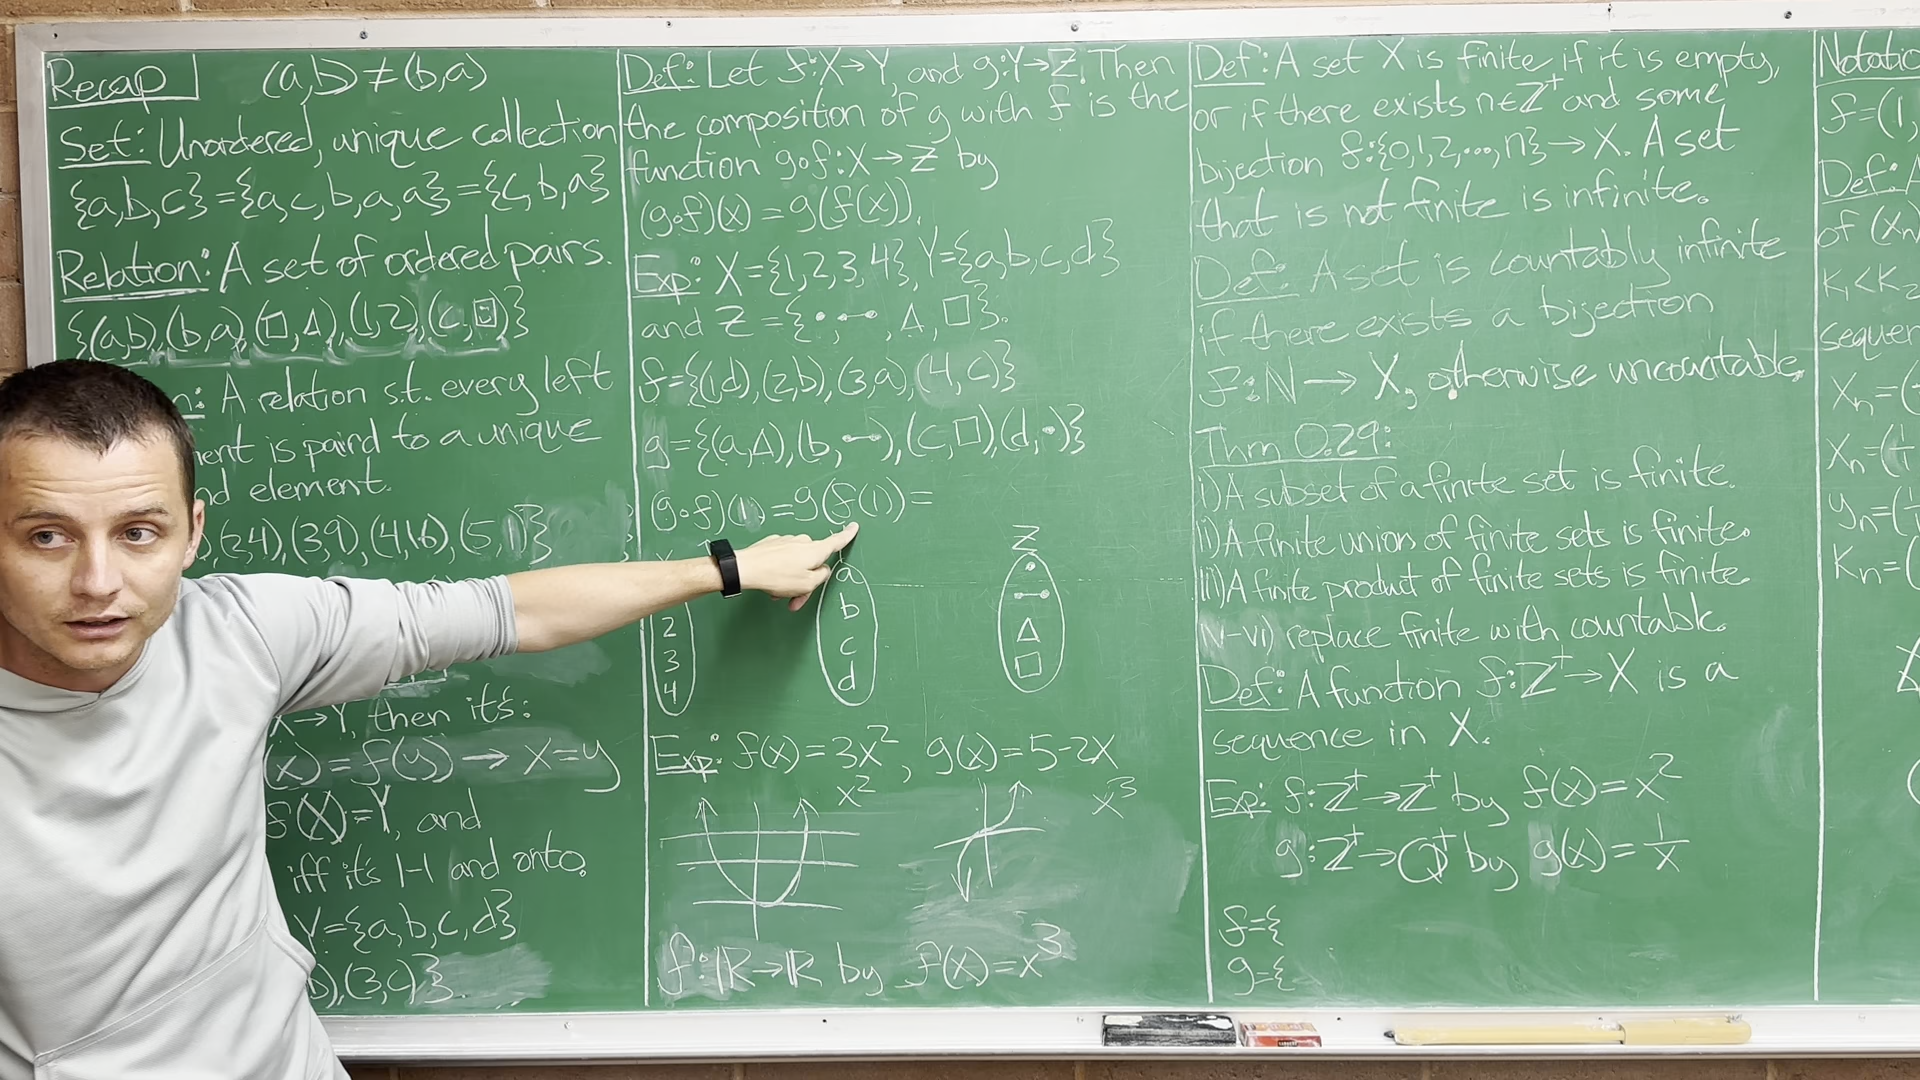 Recap (a,b) ≠ (b,a)
Set: Unordered, unique collection
{a,b,c} = {a,c,b,a,a} = {c,b,a}
Relation: A set of ordered pairs.
{(a,b),(b,a),(□,Δ),(1,2),(c,⊡)}
: A relation s.t. every left
is paird to a unique
element.
,(2,4),(3,9),(4,16),(5,
X→Y, then it's:
(x) = f(y) → x=y
f(X)=Y, and
iff it's 1-1 and onto.
Y={a,b,c,d}
,(3,c)}
Def: Let f:X→Y, and g:Y→Z. Then
the composition of g with f is the
function g∘f:X→Z by
(g∘f)(x) = g(f(x)).
Exp: X={1,2,3,4}, Y={a,b,c,d}
and Z={•,•–•,Δ,□}.
f={(1,d),(2,b),(3,a),(4,c)}
g={(a,Δ),(b,•–•),(c,□)(d,•)}
(g∘f)(1)=g(f(1))=
Z
a •
b •–•
2 c Δ
3 d □
4
Exp: f(x)=3x², g(x)=5-2x
x² x³
f:ℝ→ℝ by f(x)=x³
Def: A set X is finite if it is empty,
or if there exists n∈ℤ⁺ and some
bijection f:{0,1,2,...,n}→X. A set
that is not finite is infinite.
Def: A set is countably infinite
if there exists a bijection
f:ℕ→X, otherwise uncountable.
Thm 0.29:
i) A subset of a finite set is finite.
ii) A finite union of finite sets is finite.
iii) A finite product of finite sets is finite.
iv-vi) replace finite with countable.
Def: A function f:ℤ⁺→X is a
sequence in X.
Exp: f:ℤ⁺→ℤ⁺ by f(x)=x²
g:ℤ⁺→ℚ⁺ by g(x)=1/x
f={
g={
Notatio
f=(1,
Def: A
of (xn)
k₁<k₂
sequen
Xn=(
Xn=(
yn=(
Kn=(